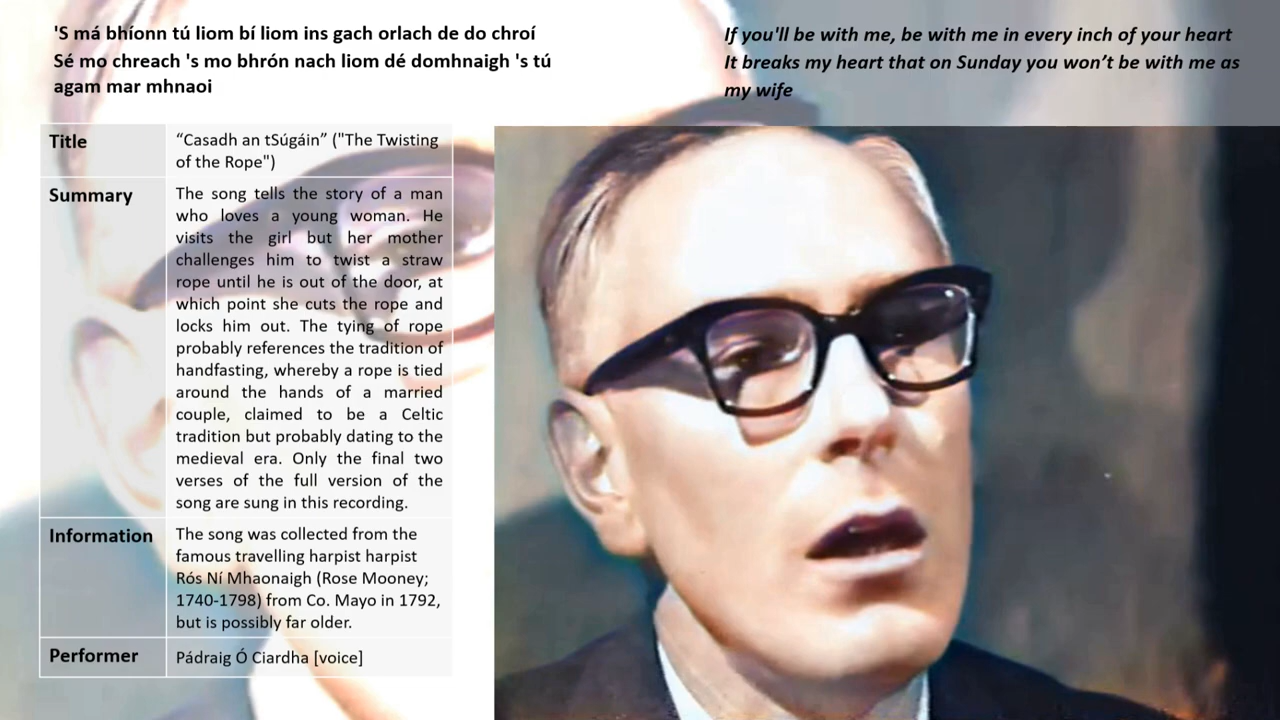 'S má bhíonn tú liom bí liom ins gach orlach de do chroí
Sé mo chreach 's mo bhrón nach liom dé domhnaigh 's tú
agam mar mhnaoi
If you'll be with me, be with me in every inch of your heart
It breaks my heart that on Sunday you won’t be with me as
my wife
Title
“Casadh an tSúgáin” ("The Twisting
of the Rope")
Summary
The song tells the story of a man
who loves a young woman. He
visits the girl but her mother
challenges him to twist a straw
rope until he is out of the door, at
which point she cuts the rope and
locks him out. The tying of rope
probably references the tradition of
handfasting, whereby a rope is tied
around the hands of a married
couple, claimed to be a Celtic
tradition but probably dating to the
medieval era. Only the final two
verses of the full version of the
song are sung in this recording.
Information
The song was collected from the
famous travelling harpist harpist
Rós Ní Mhaonaigh (Rose Mooney;
1740-1798) from Co. Mayo in 1792,
but is possibly far older.
Performer
Pádraig Ó Ciardha [voice]